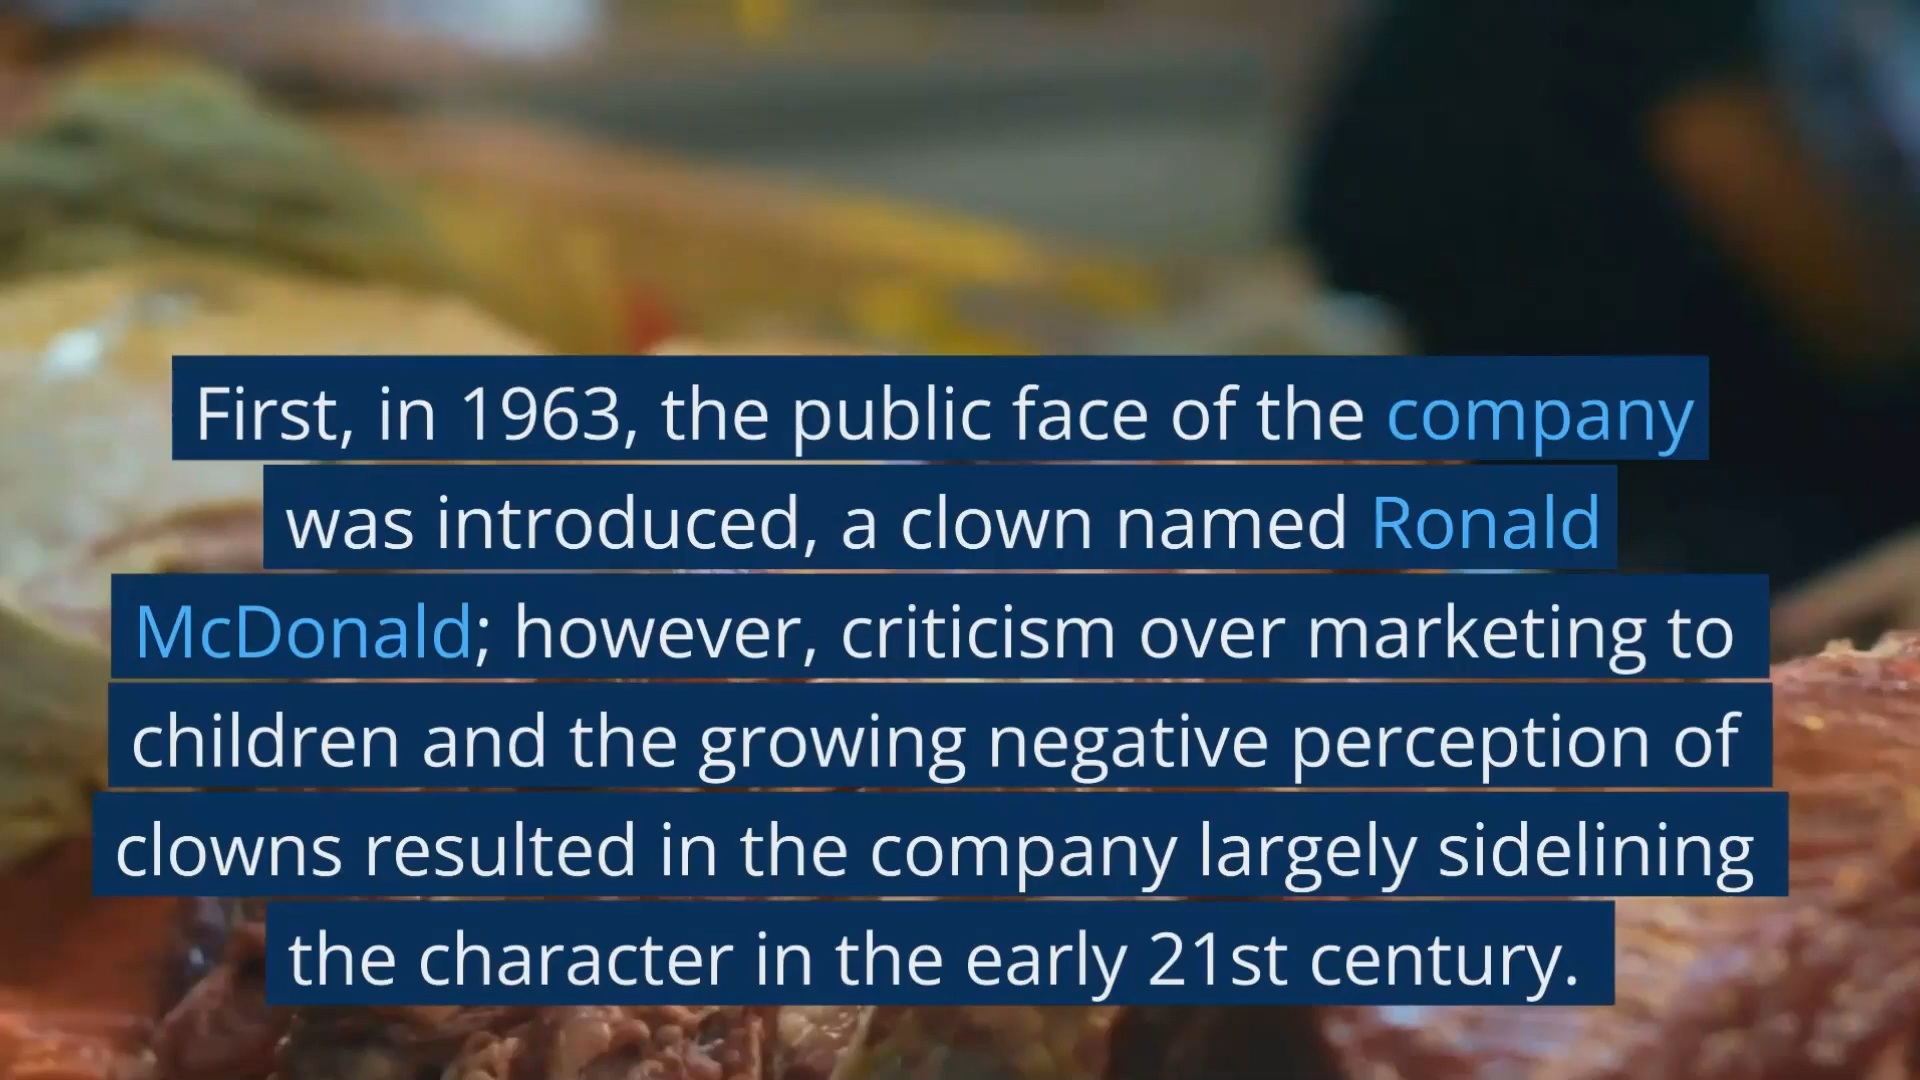 First, in 1963, the public face of the company
was introduced, a clown named Ronald
McDonald; however, criticism over marketing to
children and the growing negative perception of
clowns resulted in the company largely sidelining
the character in the early 21st century.